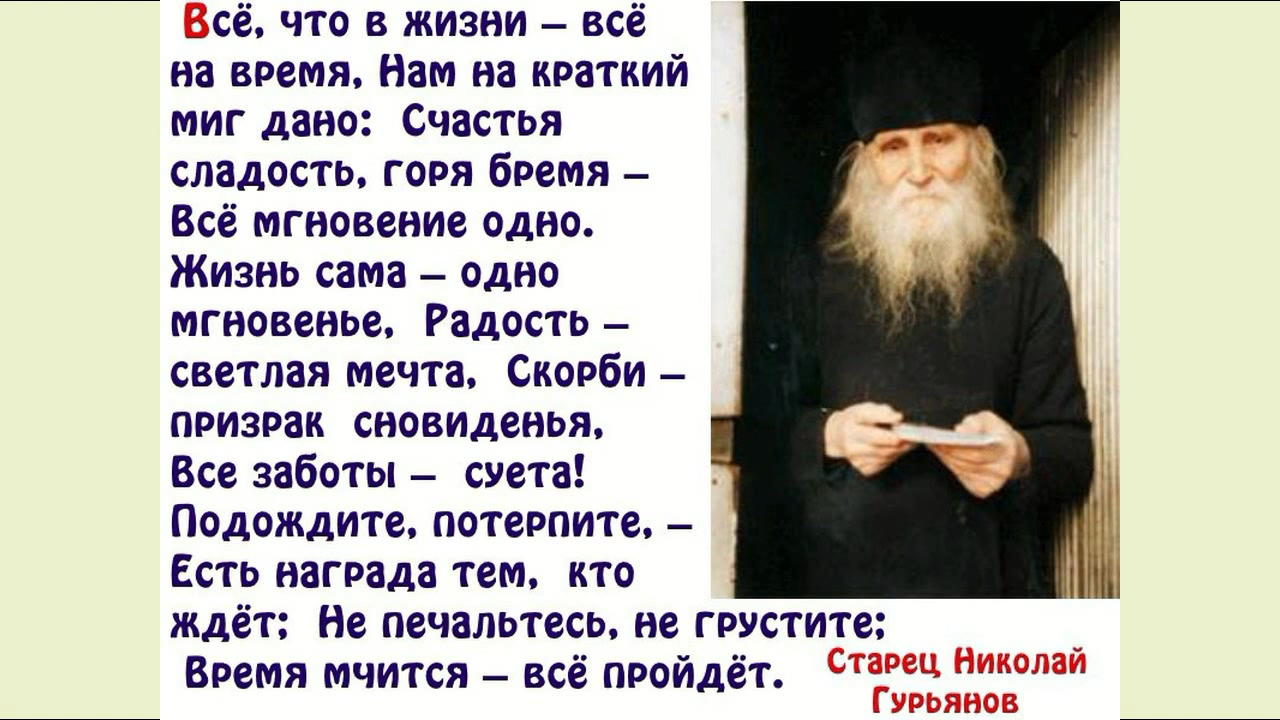 Всё, что в жизни – всё
на время, Нам на краткий
миг дано: Счастья
сладость, горя бремя –
Всё мгновение одно.
Жизнь сама – одно
мгновенье, Радость –
светлая мечта, Скорби –
призрак сновиденья,
Все заботы – суета!
Подождите, потерпите, –
Есть награда тем, кто
ждёт; Не печальтесь, не грустите;
Время мчится – всё пройдёт.
Старец Николай
Гурьянов